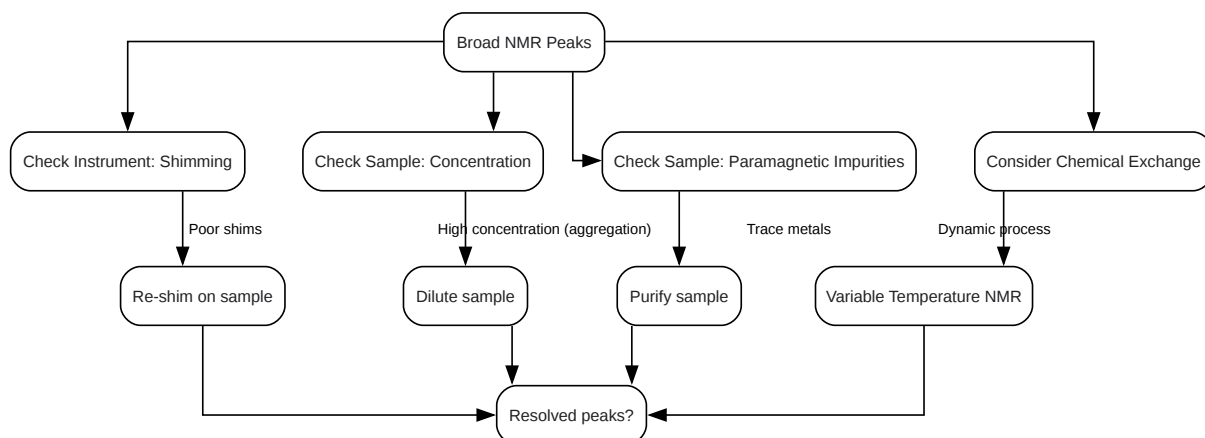 Broad NMR Peaks
Check Instrument: Shimming
Check Sample: Concentration
Check Sample: Paramagnetic Impurities
Consider Chemical Exchange
Poor shims
High concentration (aggregation)
Trace metals
Dynamic process
Re-shim on sample
Dilute sample
Purify sample
Variable Temperature NMR
Resolved peaks?